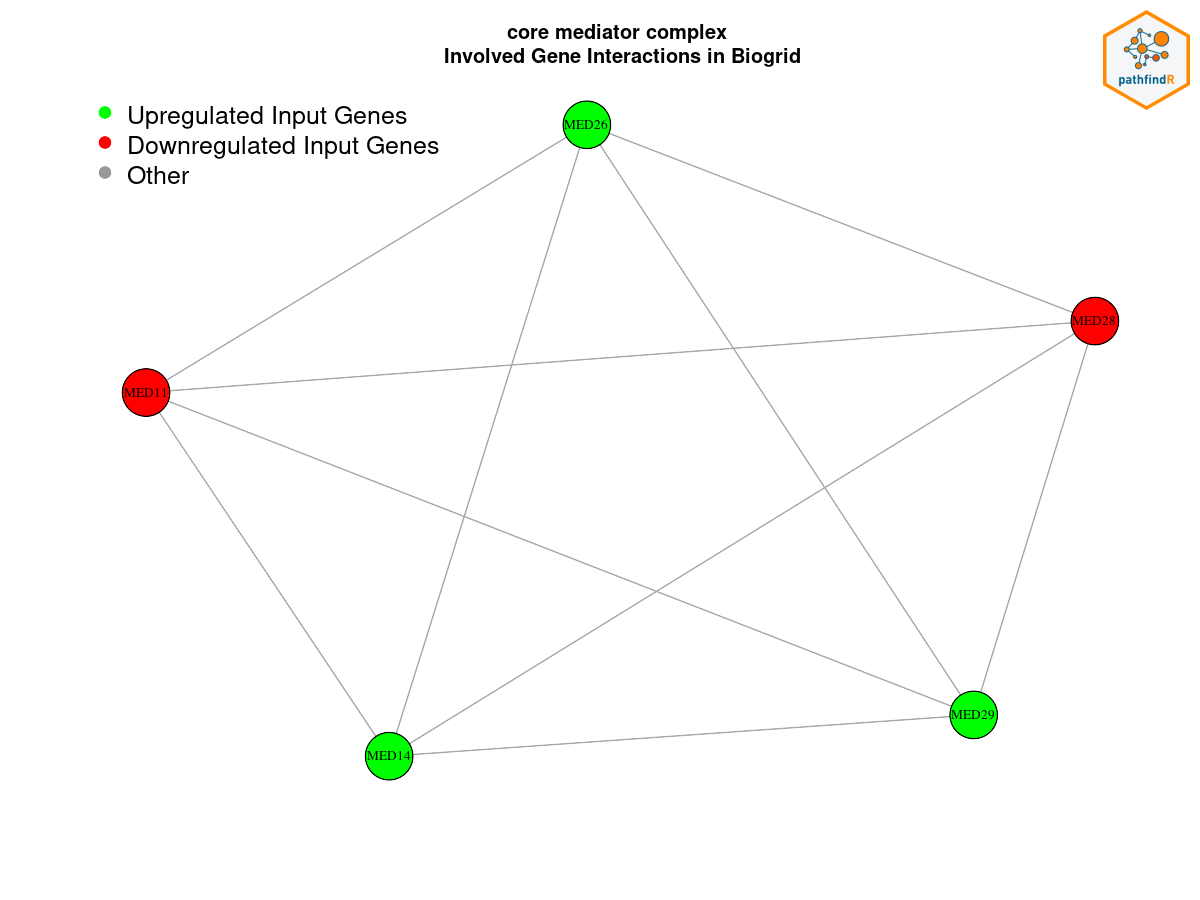 core mediator complex
Involved Gene Interactions in Biogrid
pathfindR
Upregulated Input Genes
Downregulated Input Genes
Other
MED26
MED28
MED11
MED29
MED14